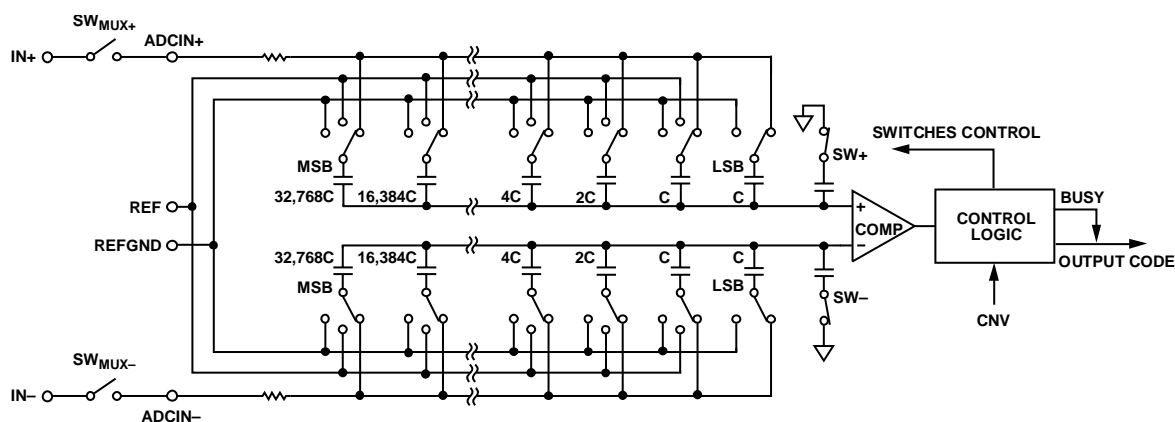 SWMUX+
IN+
ADCIN+
MSB
LSB
SW+
SWITCHES CONTROL
32,768C
16,384C
4C
2C
C
C
REF
REFGND
+
–
COMP
CONTROL
LOGIC
BUSY
OUTPUT CODE
32,768C
16,384C
4C
2C
C
C
MSB
LSB
SW–
CNV
SWMUX–
IN–
ADCIN–